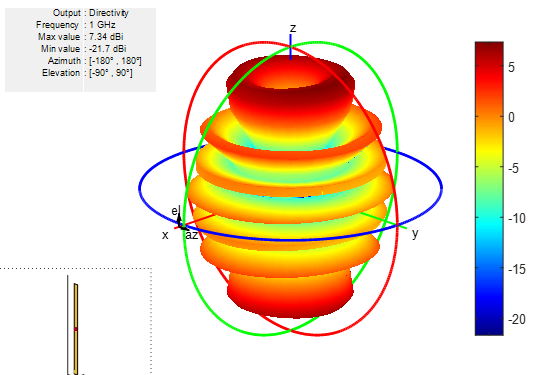 Output : Directivity
Frequency : 1 GHz
Max value : 7.34 dBi
Min value : -21.7 dBi
Azimuth : [-180° , 180°]
Elevation : [-90° , 90°]
z
el
az
x
y
5
0
-5
-10
-15
-20